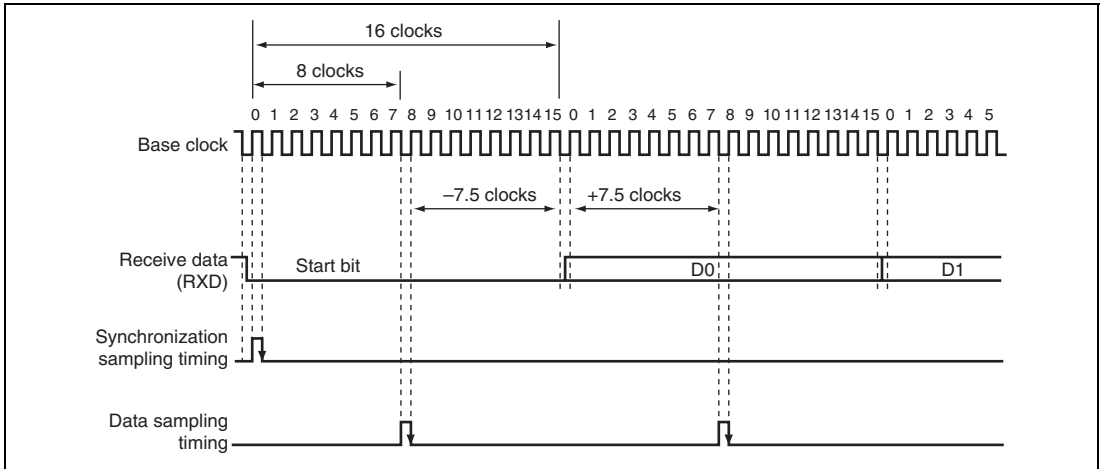 16 clocks
8 clocks
0 1 2 3 4 5 6 7 8 9 10 11 12 13 14 15 0 1 2 3 4 5 6 7 8 9 10 11 12 13 14 15 0 1 2 3 4 5
Base clock
–7.5 clocks +7.5 clocks
Receive data
(RXD)
Start bit D0 D1
Synchronization
sampling timing
Data sampling
timing